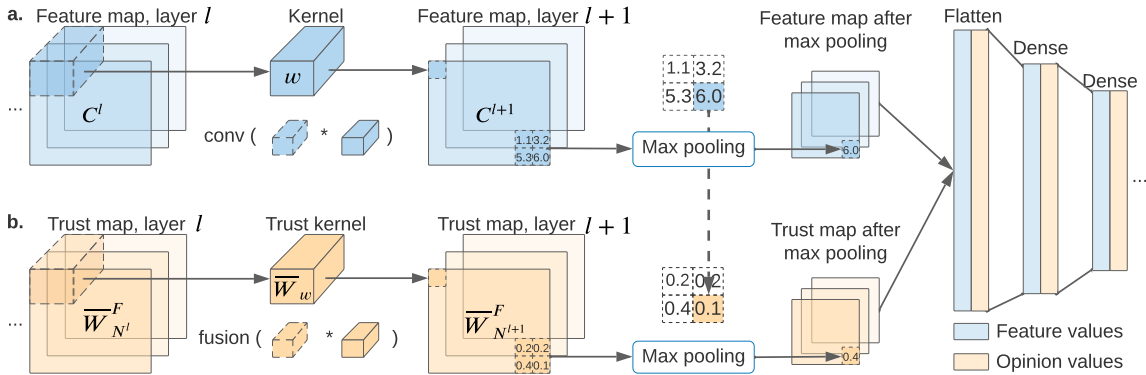 a. Feature map, layer l
Kernel
Feature map, layer l + 1
Feature map after
max pooling
Flatten
Dense
Dense
1.1 3.2
5.3 6.0
w
...
C^l
C^{l+1}
conv ( * )
1.1 3.2
5.3 6.0
Max pooling
6.0
...
b. Trust map, layer l
Trust kernel
Trust map, layer l + 1
Trust map after
max pooling
0.2 0.2
0.4 0.1
W̅_w
...
W̅^F_{N^l}
W̅^F_{N^{l+1}}
fusion ( * )
0.2 0.2
0.4 0.1
Max pooling
0.4
Feature values
Opinion values